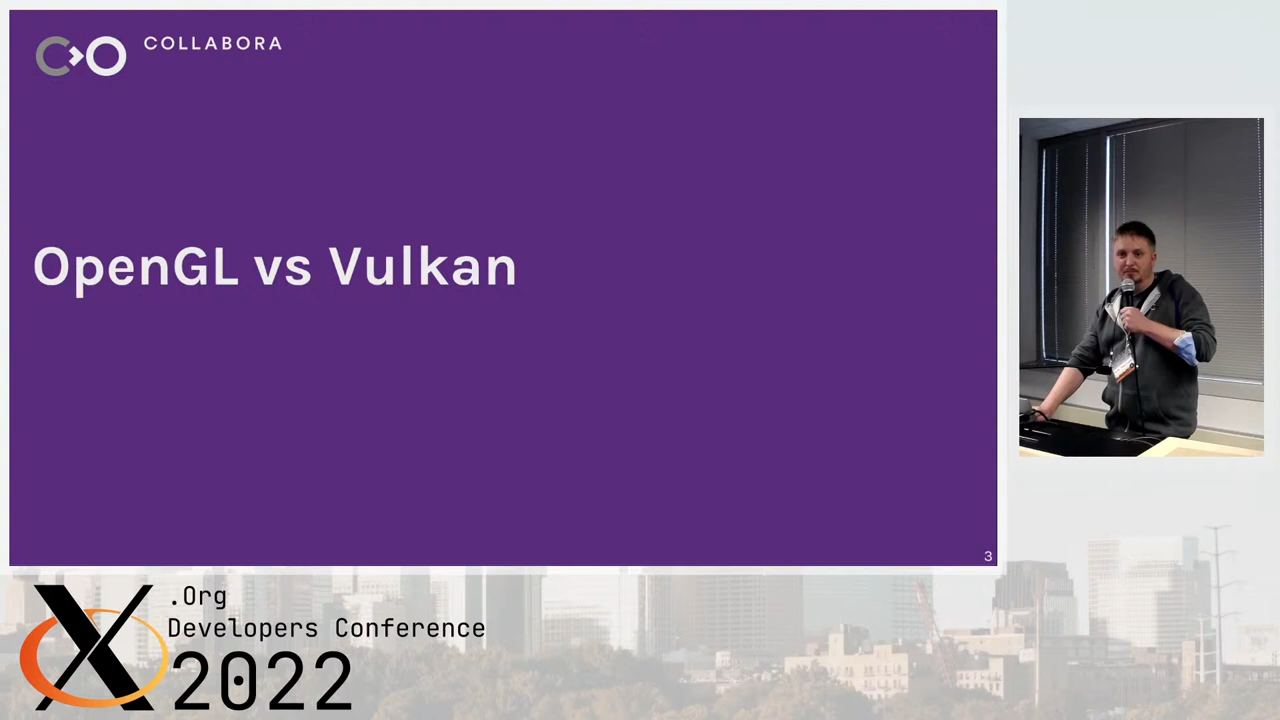 COLLABORA
OpenGL vs Vulkan
3
.Org
Developers Conference
2022